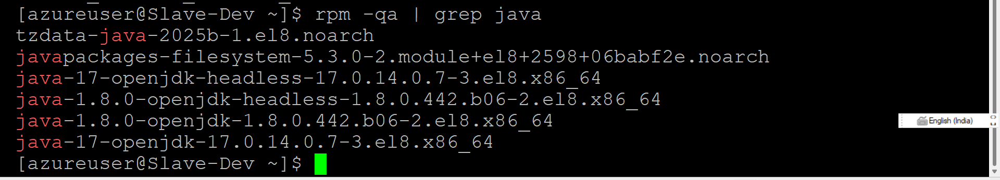 [azureuser@Slave-Dev ~]$ rpm -qa | grep java
tzdata-java-2025b-1.el8.noarch
javapackages-filesystem-5.3.0-2.module+el8+2598+06babf2e.noarch
java-17-openjdk-headless-17.0.14.0.7-3.el8.x86_64
java-1.8.0-openjdk-headless-1.8.0.442.b06-2.el8.x86_64
java-1.8.0-openjdk-1.8.0.442.b06-2.el8.x86_64
English (India)
java-17-openjdk-17.0.14.0.7-3.el8.x86_64
[azureuser@Slave-Dev ~]$